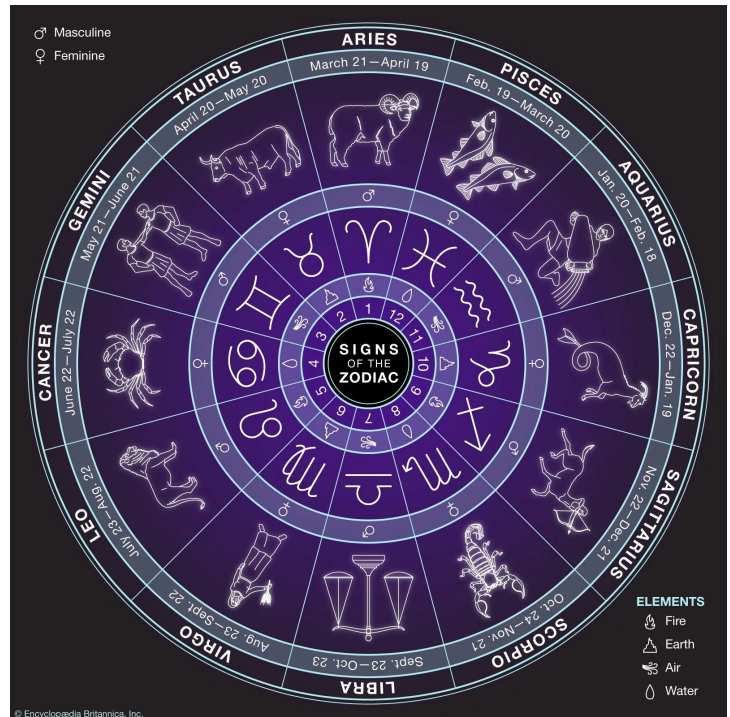 ♂ Masculine
♀ Feminine
ARIES
March 21—April 19
PISCES
Feb. 19—March 20
AQUARIUS
Jan. 20—Feb. 18
CAPRICORN
Dec. 22—Jan. 19
SAGITTARIUS
Nov. 22—Dec. 21
SCORPIO
Oct. 24—Nov. 21
LIBRA
Sept. 23—Oct. 23
VIRGO
Aug. 23—Sept. 22
LEO
July 23—Aug. 22
CANCER
June 22—July 22
GEMINI
May 21—June 21
TAURUS
April 20—May 20
1
2
3
4
5
6
7
8
9
10
11
12
SIGNS
OF THE
ZODIAC
ELEMENTS
Fire
Earth
Air
Water
© Encyclopædia Britannica, Inc.